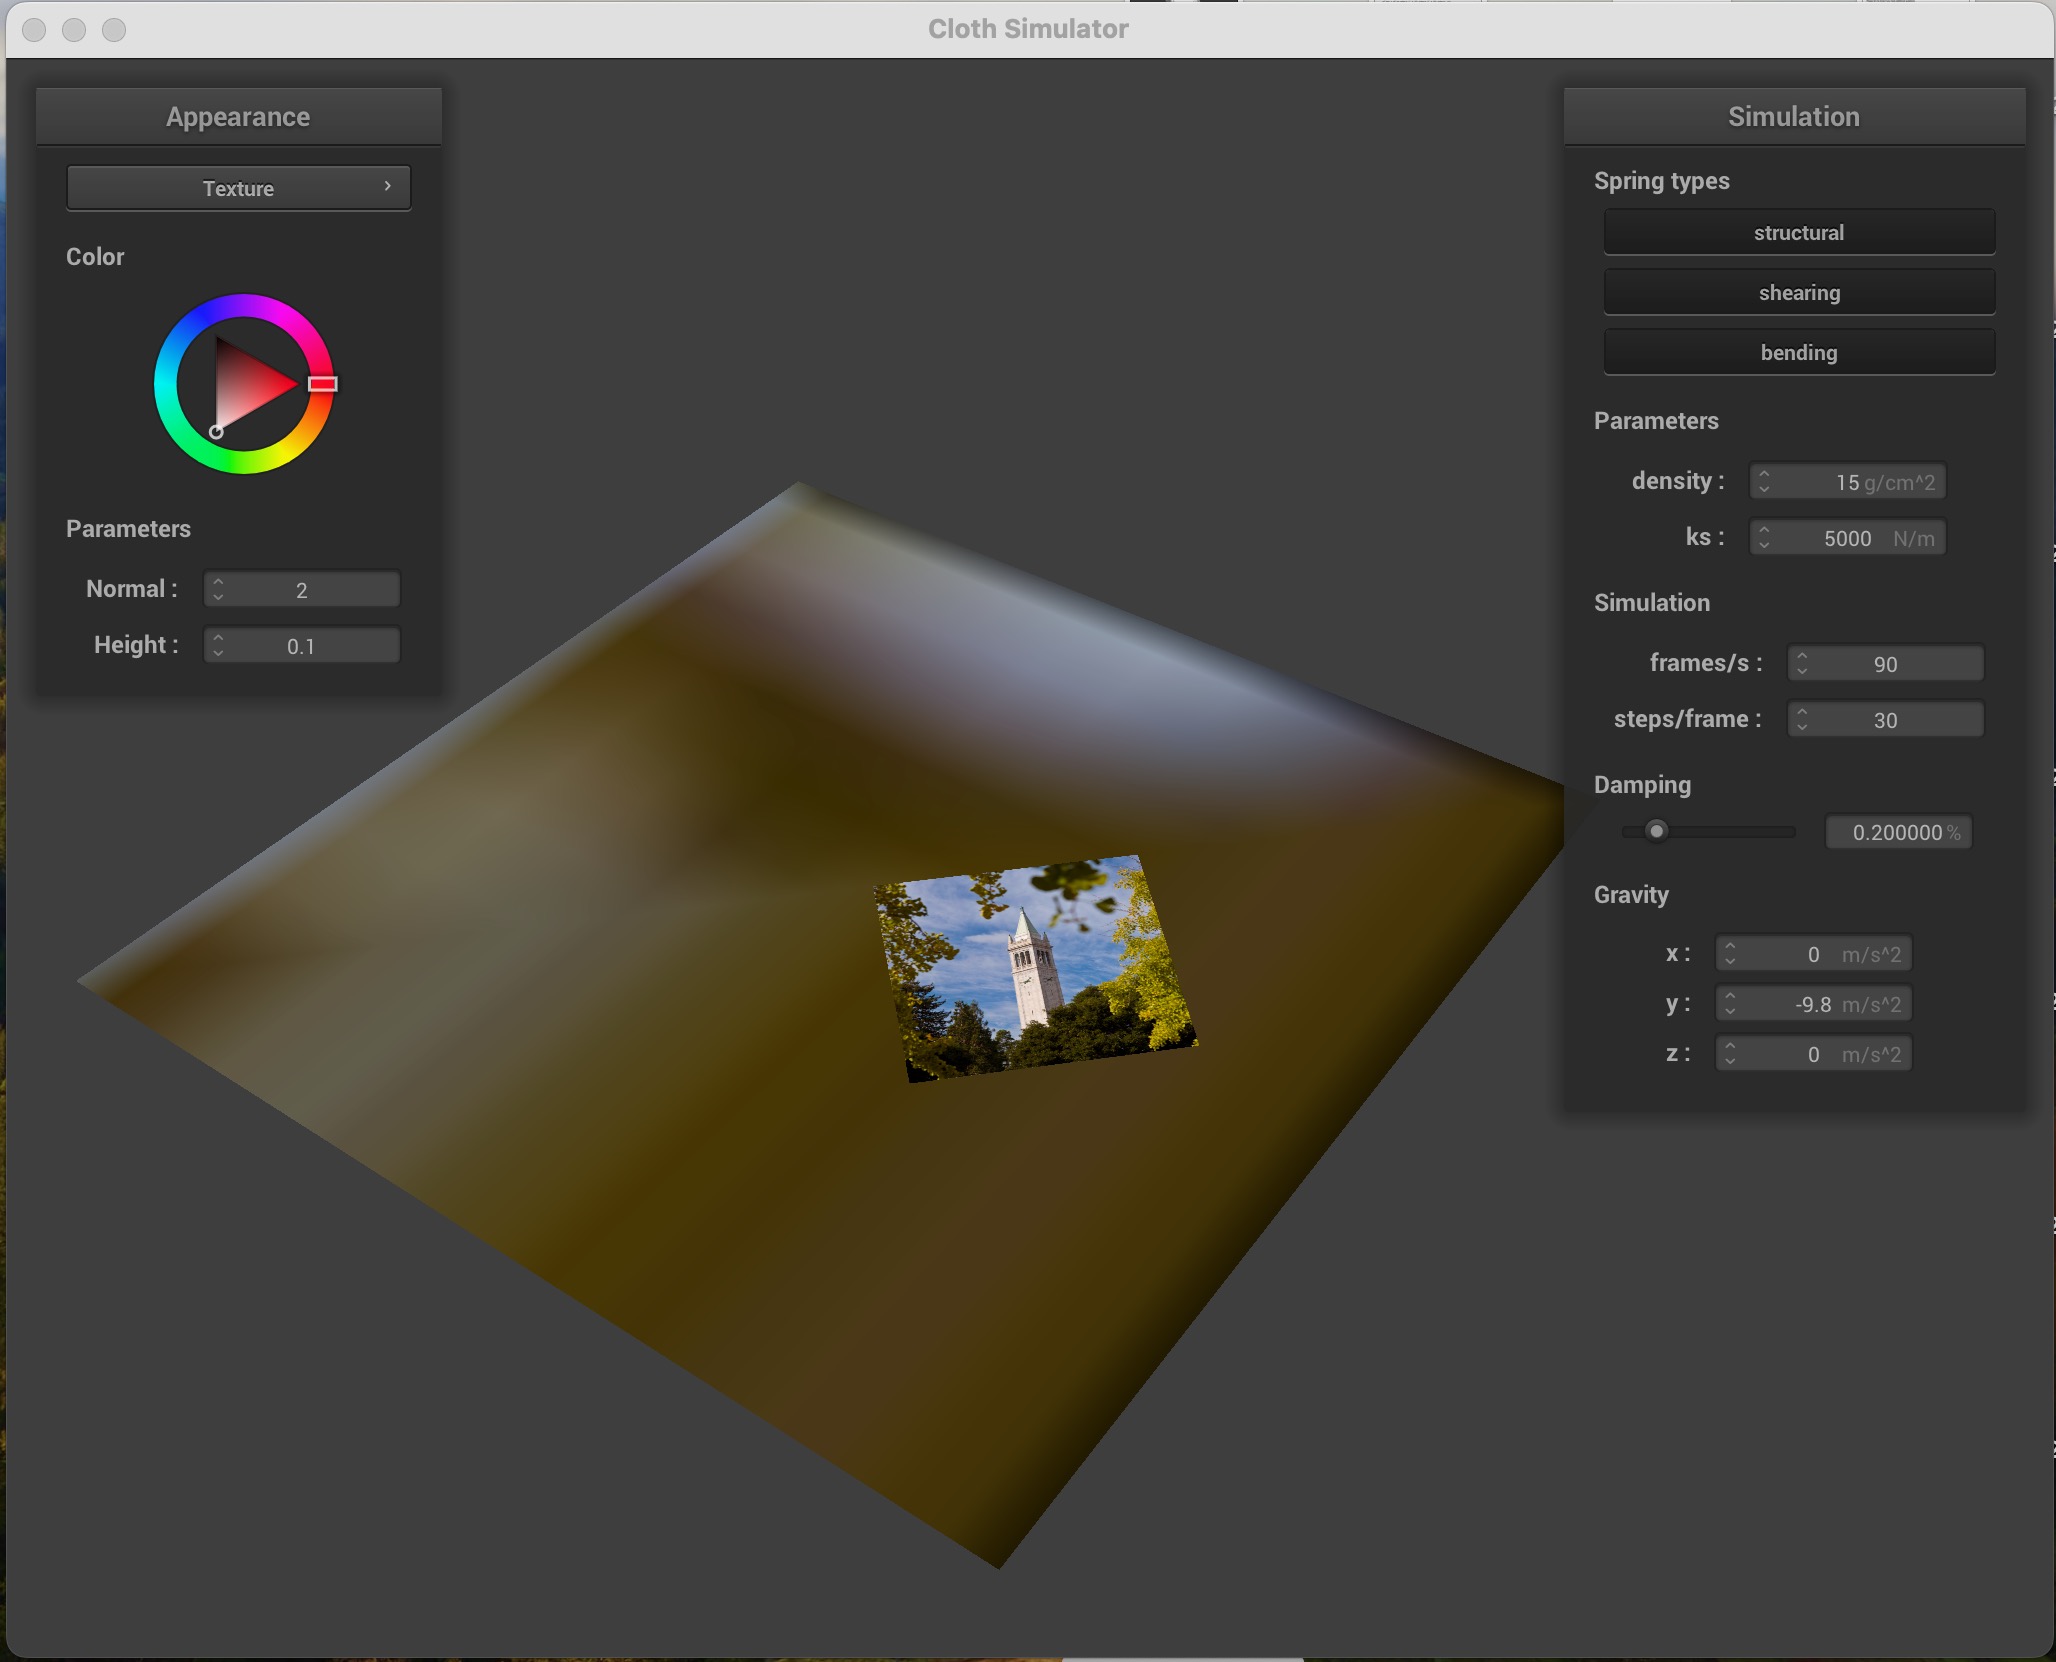 Cloth Simulator
Appearance
Texture
Color
Parameters
Normal : 2
Height : 0.1
Simulation
Spring types
structural
shearing
bending
Parameters
density : 15 g/cm^2
ks : 5000 N/m
Simulation
frames/s : 90
steps/frame : 30
Damping
0.200000 %
Gravity
x : 0 m/s^2
y : -9.8 m/s^2
z : 0 m/s^2